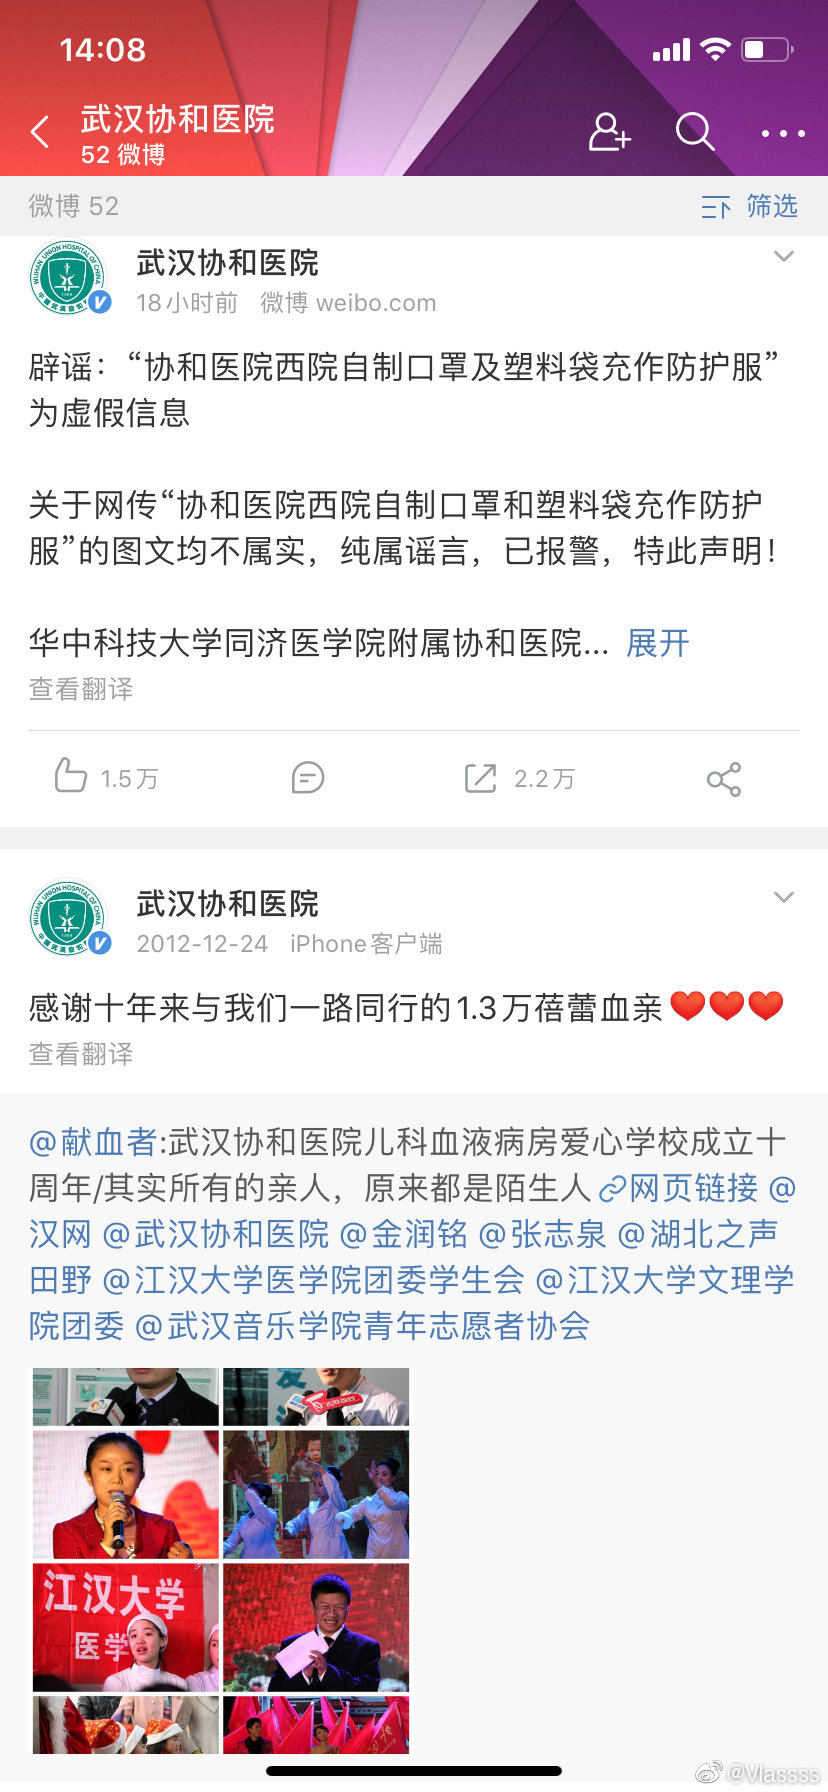 14:08
武汉协和医院
52 微博
微博 52
筛选
WUHAN UNION HOSPITAL OF CHINA
武汉协和医院
18小时前 微博 weibo.com
辟谣：“协和医院西院自制口罩及塑料袋充作防护服”
为虚假信息
关于网传“协和医院西院自制口罩和塑料袋充作防护
服”的图文均不属实，纯属谣言，已报警，特此声明！
华中科技大学同济医学院附属协和医院... 展开
查看翻译
1.5万
2.2万
WUHAN UNION HOSPITAL OF CHINA
武汉协和医院
2012-12-24 iPhone客户端
感谢十年来与我们一路同行的1.3万蓓蕾血亲❤️❤️❤️
查看翻译
@献血者:武汉协和医院儿科血液病房爱心学校成立十
周年/其实所有的亲人，原来都是陌生人 网页链接 @
汉网 @武汉协和医院 @金润铭 @张志泉 @湖北之声
田野 @江汉大学医学院团委学生会 @江汉大学文理学
院团委 @武汉音乐学院青年志愿者协会
江汉大学
医学
@Vlassss